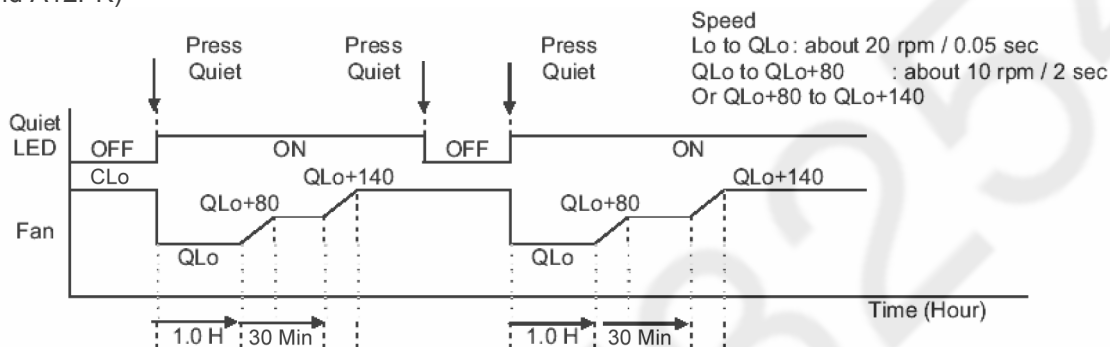 Speed
Press Press Press Lo to QLo: about 20 rpm / 0.05 sec
Quiet Quiet Quiet QLo to QLo+80 : about 10 rpm / 2 sec
Or QLo+80 to QLo+140
Quiet
LED OFF ON OFF ON
CLo QLo+140 QLo+140
QLo+80 QLo+80
Fan
QLo QLo
Time (Hour)
1.0 H 30 Min 1.0 H 30 Min